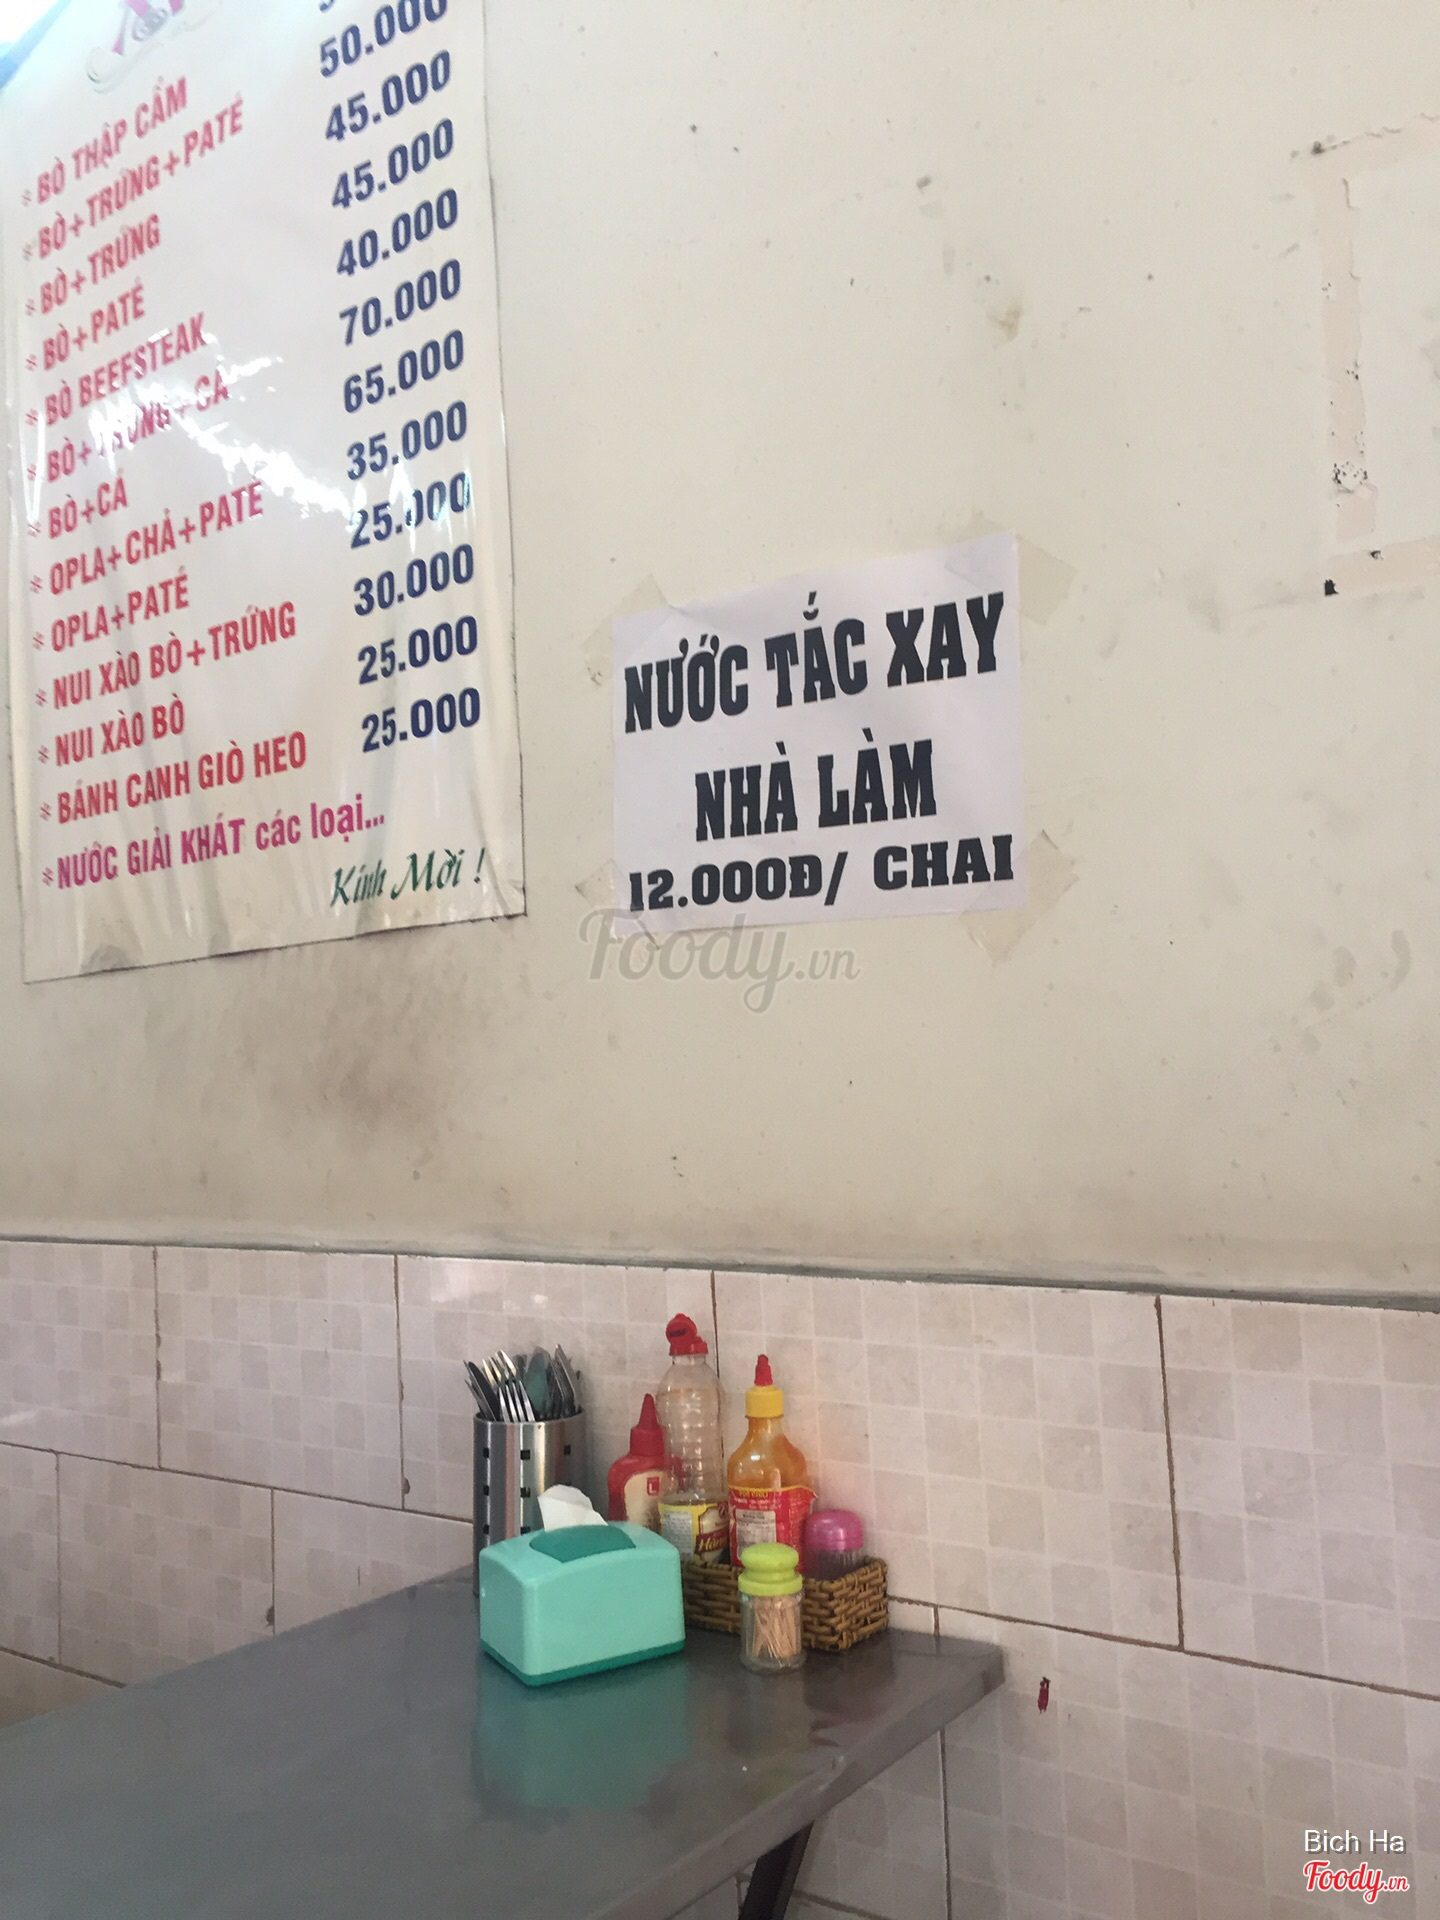 * BÒ THẬP CẨM
* BÒ+TRỨNG+PATÉ 50.000
* BÒ+TRỨNG 45.000
* BÒ+PATÉ 45.000
* BÒ BEEFSTEAK 40.000
* BÒ+TRỨNG+CÁ 70.000
* BÒ+CÁ 65.000
* OPLA+CHẢ+PATÉ 35.000
* OPLA+PATÉ 25.000
* NUI XÀO BÒ+TRỨNG 30.000
* NUI XÀO BÒ 25.000
* BÁNH CANH GIÒ HEO 25.000
* NƯỚC GIẢI KHÁT các loại...
Kính Mời !
NƯỚC TẮC XAY
NHÀ LÀM
12.000Đ/ CHAI
Foody.vn
Bich Ha
Foody.vn